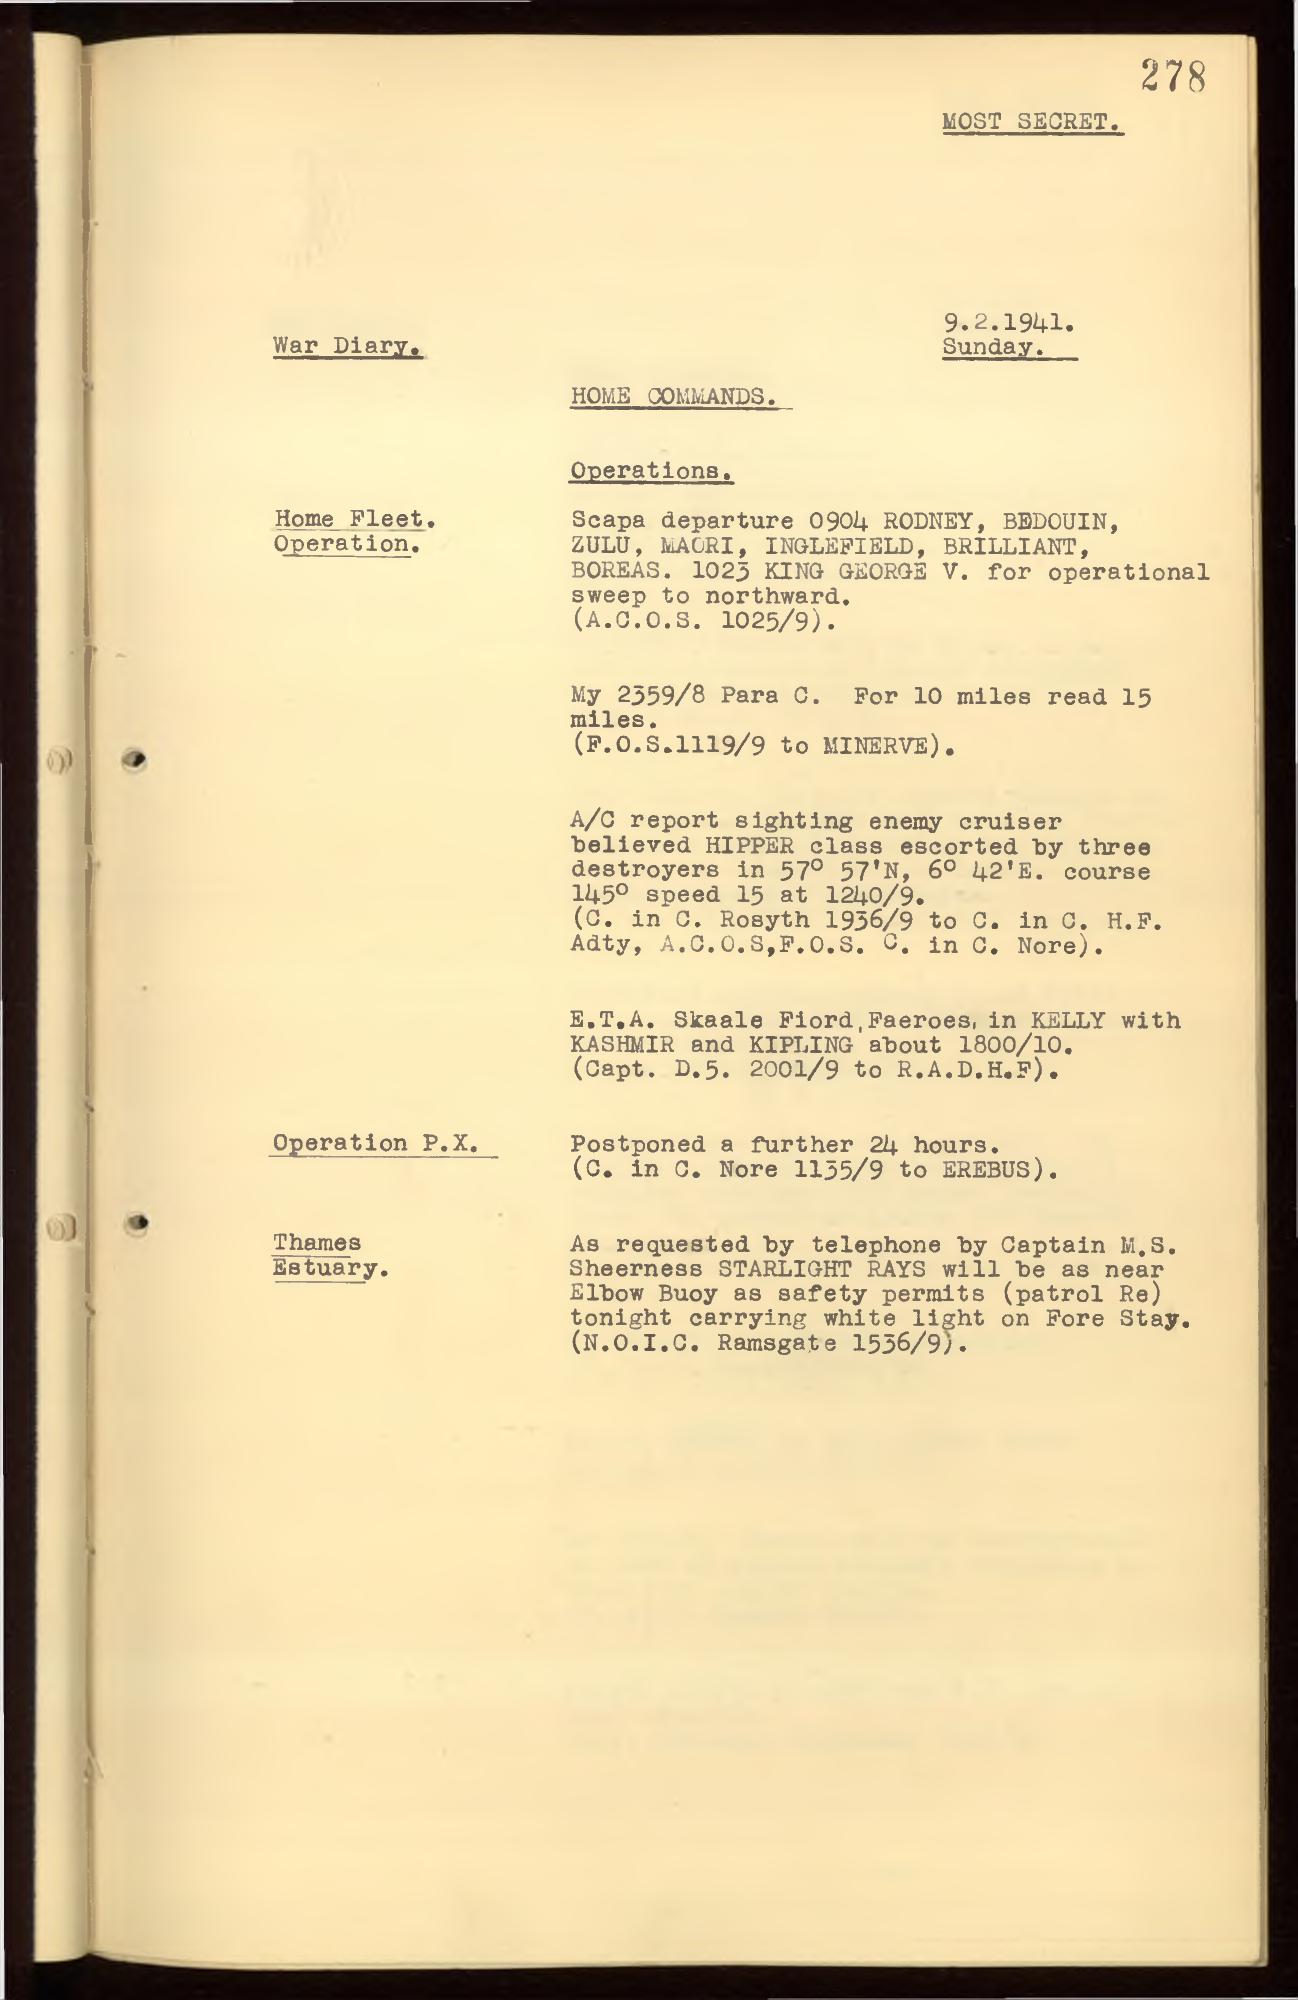 278
MOST SECRET.
9.2.1941.
War Diary.
Sunday.
HOME COMMANDS.
Operations.
Home Fleet.
Operation.
Scapa departure 0904 RODNEY, BEDOUIN,
ZULU, MAORI, INGLEFIELD, BRILLIANT,
BOREAS. 1023 KING GEORGE V. for operational
sweep to northward.
(A.C.O.S. 1025/9).
My 2359/8 Para C. For 10 miles read 15
miles.
(F.O.S.1119/9 to MINERVE).
A/C report sighting enemy cruiser
believed HIPPER class escorted by three
destroyers in 57° 57'N, 6° 42'E. course
145° speed 15 at 1240/9.
(C. in C. Rosyth 1936/9 to C. in C. H.F.
Adty, A.C.O.S,F.O.S. C. in C. Nore).
E.T.A. Skaale Fiord,Faeroes, in KELLY with
KASHMIR and KIPLING about 1800/10.
(Capt. D.5. 2001/9 to R.A.D.H.F).
Operation P.X.
Postponed a further 24 hours.
(C. in C. Nore 1135/9 to EREBUS).
Thames
Estuary.
As requested by telephone by Captain M.S.
Sheerness STARLIGHT RAYS will be as near
Elbow Buoy as safety permits (patrol Re)
tonight carrying white light on Fore Stay.
(N.O.I.C. Ramsgate 1536/9).